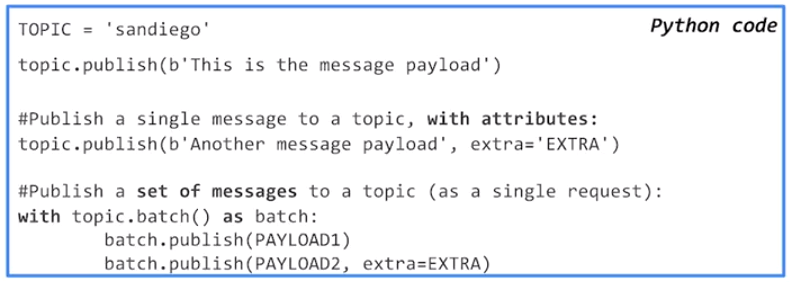 TOPIC = 'sandiego'
Python code
topic.publish(b'This is the message payload')
#Publish a single message to a topic, with attributes:
topic.publish(b'Another message payload', extra='EXTRA')
#Publish a set of messages to a topic (as a single request):
with topic.batch() as batch:
        batch.publish(PAYLOAD1)
        batch.publish(PAYLOAD2, extra=EXTRA)